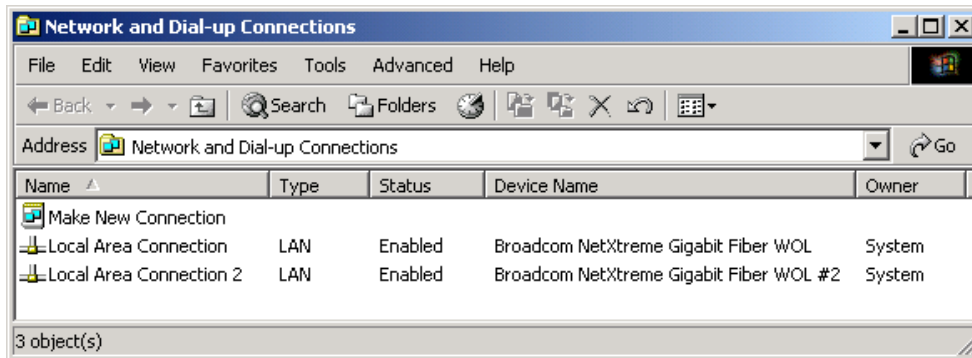 Network and Dial-up Connections
File Edit View Favorites Tools Advanced Help
Back Search Folders
Address Network and Dial-up Connections Go
Name Type Status Device Name Owner
Make New Connection
Local Area Connection LAN Enabled Broadcom NetXtreme Gigabit Fiber WOL System
Local Area Connection 2 LAN Enabled Broadcom NetXtreme Gigabit Fiber WOL #2 System
3 object(s)